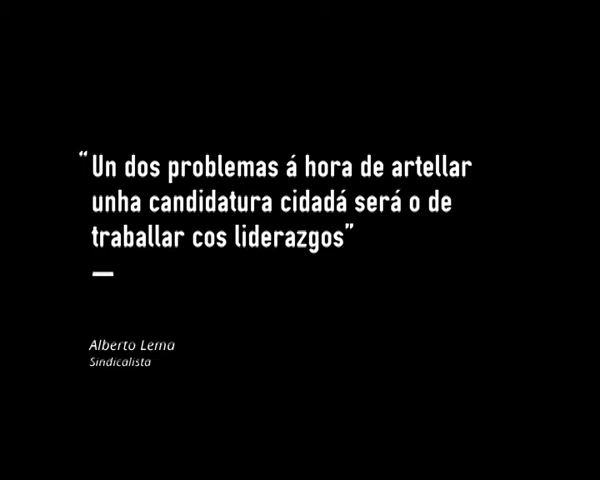 “Un dos problemas á hora de artellar
unha candidatura cidadá será o de
traballar cos liderazgos”
Alberto Lema
Sindicalista